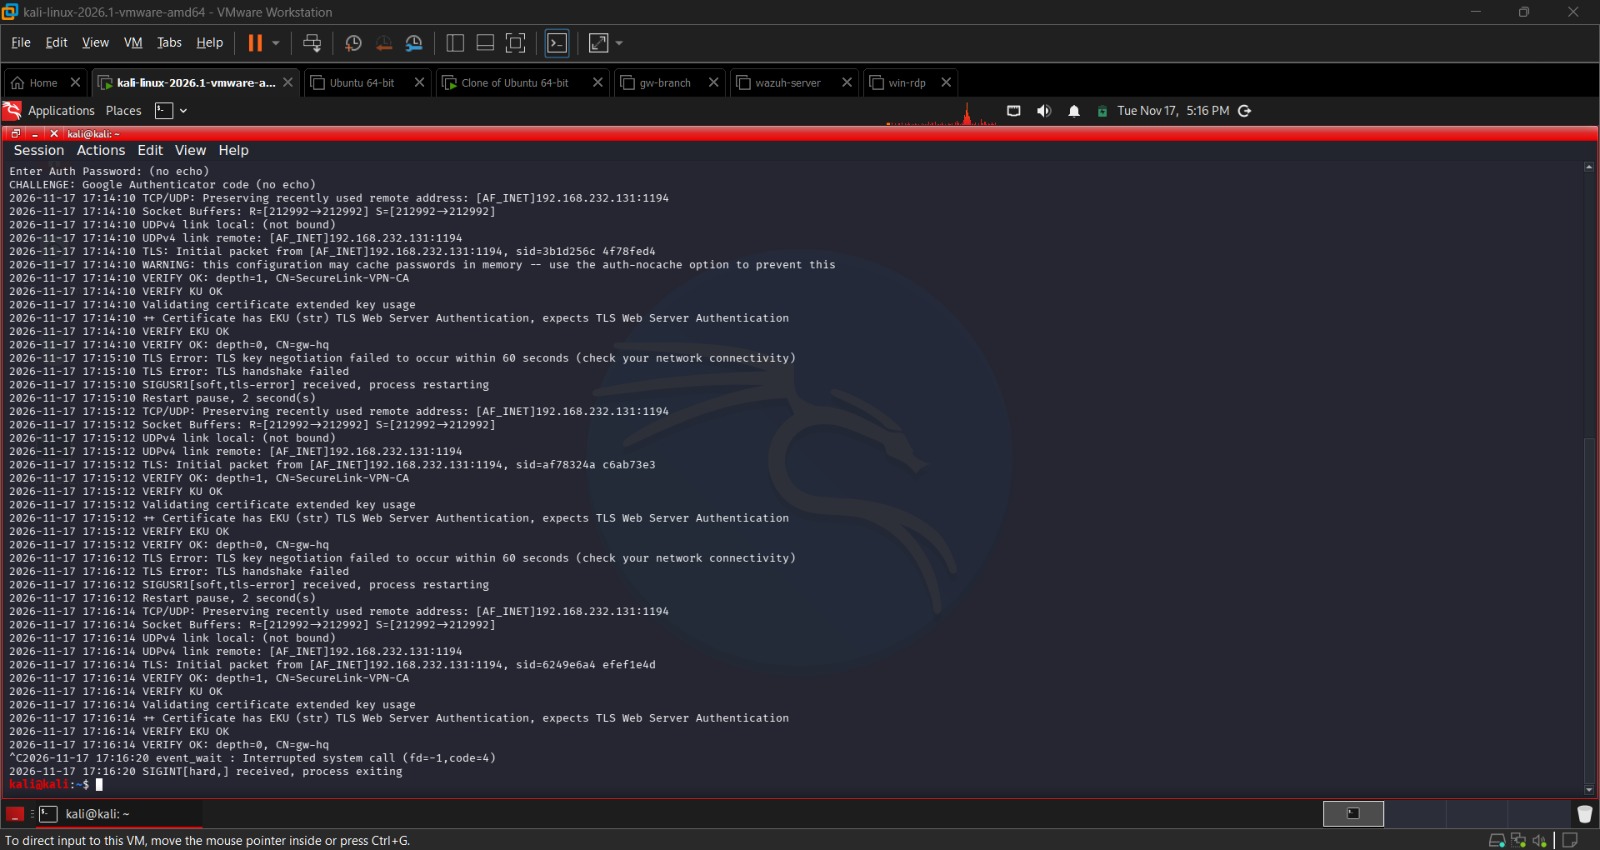 kali-linux-2026.1-vmware-amd64 - VMware Workstation
File Edit View VM Tabs Help
Home kali-linux-2026.1-vmware-a... Ubuntu 64-bit Clone of Ubuntu 64-bit gw-branch wazuh-server win-rdp
Applications Places Tue Nov 17, 5:16 PM
kali@kali: ~
Session Actions Edit View Help
Enter Auth Password: (no echo)
CHALLENGE: Google Authenticator code (no echo)
2026-11-17 17:14:10 TCP/UDP: Preserving recently used remote address: [AF_INET]192.168.232.131:1194
2026-11-17 17:14:10 Socket Buffers: R=[212992→212992] S=[212992→212992]
2026-11-17 17:14:10 UDPv4 link local: (not bound)
2026-11-17 17:14:10 UDPv4 link remote: [AF_INET]192.168.232.131:1194
2026-11-17 17:14:10 TLS: Initial packet from [AF_INET]192.168.232.131:1194, sid=3b1d256c 4f78fed4
2026-11-17 17:14:10 WARNING: this configuration may cache passwords in memory -- use the auth-nocache option to prevent this
2026-11-17 17:14:10 VERIFY OK: depth=1, CN=SecureLink-VPN-CA
2026-11-17 17:14:10 VERIFY KU OK
2026-11-17 17:14:10 Validating certificate extended key usage
2026-11-17 17:14:10 ++ Certificate has EKU (str) TLS Web Server Authentication, expects TLS Web Server Authentication
2026-11-17 17:14:10 VERIFY EKU OK
2026-11-17 17:14:10 VERIFY OK: depth=0, CN=gw-hq
2026-11-17 17:15:10 TLS Error: TLS key negotiation failed to occur within 60 seconds (check your network connectivity)
2026-11-17 17:15:10 TLS Error: TLS handshake failed
2026-11-17 17:15:10 SIGUSR1[soft,tls-error] received, process restarting
2026-11-17 17:15:10 Restart pause, 2 second(s)
2026-11-17 17:15:12 TCP/UDP: Preserving recently used remote address: [AF_INET]192.168.232.131:1194
2026-11-17 17:15:12 Socket Buffers: R=[212992→212992] S=[212992→212992]
2026-11-17 17:15:12 UDPv4 link local: (not bound)
2026-11-17 17:15:12 UDPv4 link remote: [AF_INET]192.168.232.131:1194
2026-11-17 17:15:12 TLS: Initial packet from [AF_INET]192.168.232.131:1194, sid=af78324a c6ab73e3
2026-11-17 17:15:12 VERIFY OK: depth=1, CN=SecureLink-VPN-CA
2026-11-17 17:15:12 VERIFY KU OK
2026-11-17 17:15:12 Validating certificate extended key usage
2026-11-17 17:15:12 ++ Certificate has EKU (str) TLS Web Server Authentication, expects TLS Web Server Authentication
2026-11-17 17:15:12 VERIFY EKU OK
2026-11-17 17:15:12 VERIFY OK: depth=0, CN=gw-hq
2026-11-17 17:16:12 TLS Error: TLS key negotiation failed to occur within 60 seconds (check your network connectivity)
2026-11-17 17:16:12 TLS Error: TLS handshake failed
2026-11-17 17:16:12 SIGUSR1[soft,tls-error] received, process restarting
2026-11-17 17:16:12 Restart pause, 2 second(s)
2026-11-17 17:16:14 TCP/UDP: Preserving recently used remote address: [AF_INET]192.168.232.131:1194
2026-11-17 17:16:14 Socket Buffers: R=[212992→212992] S=[212992→212992]
2026-11-17 17:16:14 UDPv4 link local: (not bound)
2026-11-17 17:16:14 UDPv4 link remote: [AF_INET]192.168.232.131:1194
2026-11-17 17:16:14 TLS: Initial packet from [AF_INET]192.168.232.131:1194, sid=6249e6a4 efef1e4d
2026-11-17 17:16:14 VERIFY OK: depth=1, CN=SecureLink-VPN-CA
2026-11-17 17:16:14 VERIFY KU OK
2026-11-17 17:16:14 Validating certificate extended key usage
2026-11-17 17:16:14 ++ Certificate has EKU (str) TLS Web Server Authentication, expects TLS Web Server Authentication
2026-11-17 17:16:14 VERIFY EKU OK
2026-11-17 17:16:14 VERIFY OK: depth=0, CN=gw-hq
^C2026-11-17 17:16:20 event_wait : Interrupted system call (fd=-1,code=4)
2026-11-17 17:16:20 SIGINT[hard,] received, process exiting
kali@kali:~$
kali@kali: ~
To direct input to this VM, move the mouse pointer inside or press Ctrl+G.